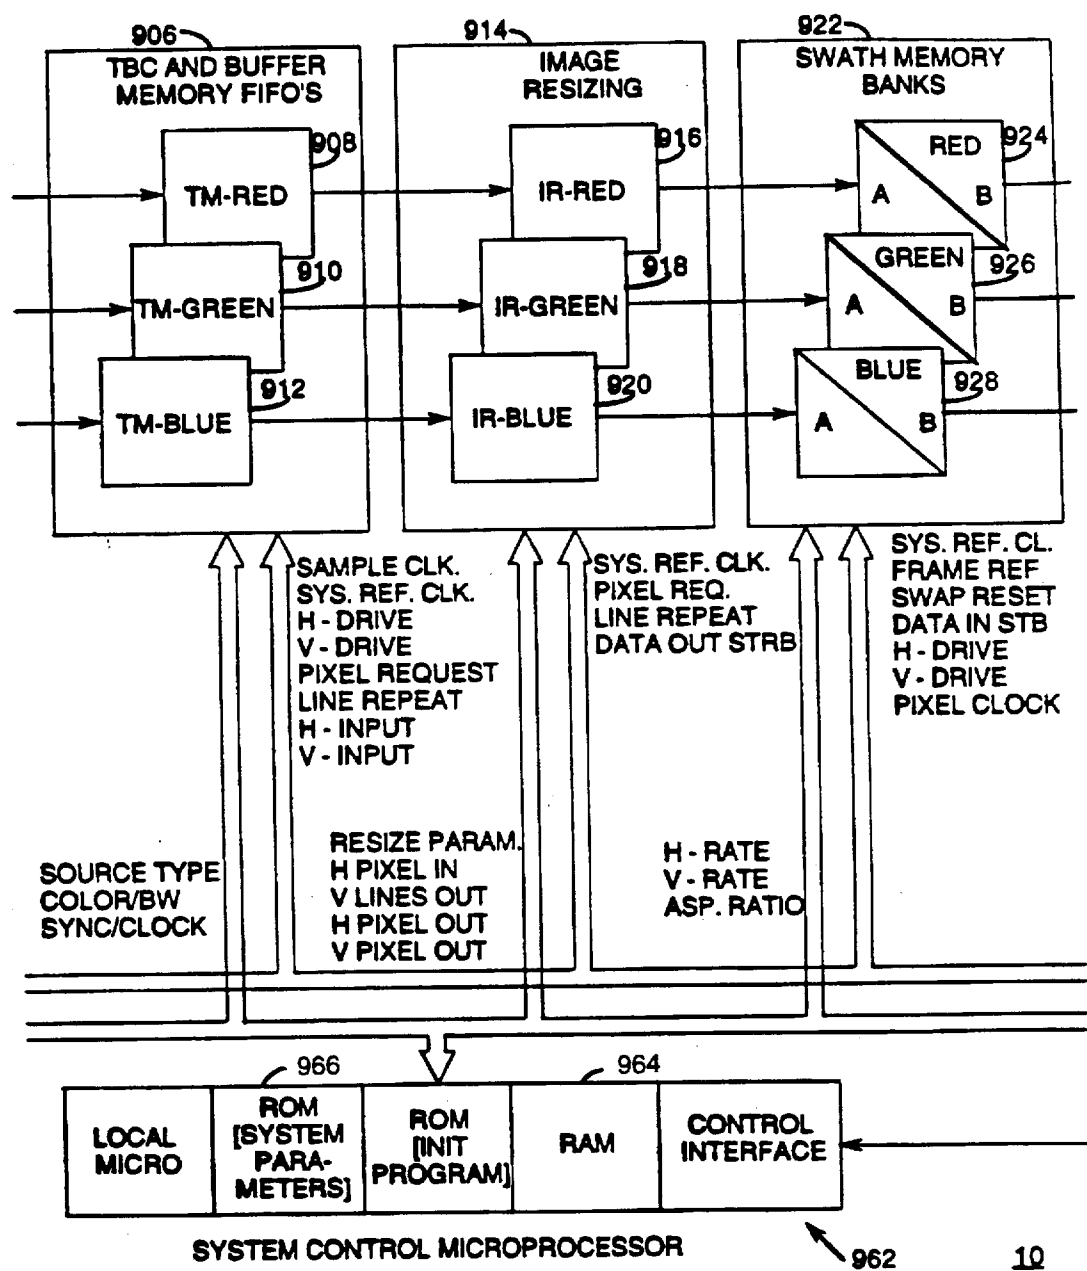 906
TBC AND BUFFER
MEMORY FIFO'S
908
TM-RED
910
TM-GREEN
912
TM-BLUE
914
IMAGE
RESIZING
916
IR-RED
918
IR-GREEN
920
IR-BLUE
922
SWATH MEMORY
BANKS
924
RED
A B
926
GREEN
A B
928
BLUE
A B
SAMPLE CLK.
SYS. REF. CLK.
H - DRIVE
V - DRIVE
PIXEL REQUEST
LINE REPEAT
H - INPUT
V - INPUT
SYS. REF. CLK.
PIXEL REQ.
LINE REPEAT
DATA OUT STRB
SYS. REF. CL.
FRAME REF
SWAP RESET
DATA IN STB
H - DRIVE
V - DRIVE
PIXEL CLOCK
SOURCE TYPE
COLOR/BW
SYNC/CLOCK
RESIZE PARAM.
H PIXEL IN
V LINES OUT
H PIXEL OUT
V PIXEL OUT
H - RATE
V - RATE
ASP. RATIO
966
964
LOCAL
MICRO
ROM
[SYSTEM
PARA-
METERS]
ROM
[INIT
PROGRAM]
RAM
CONTROL
INTERFACE
SYSTEM CONTROL MICROPROCESSOR
962
10